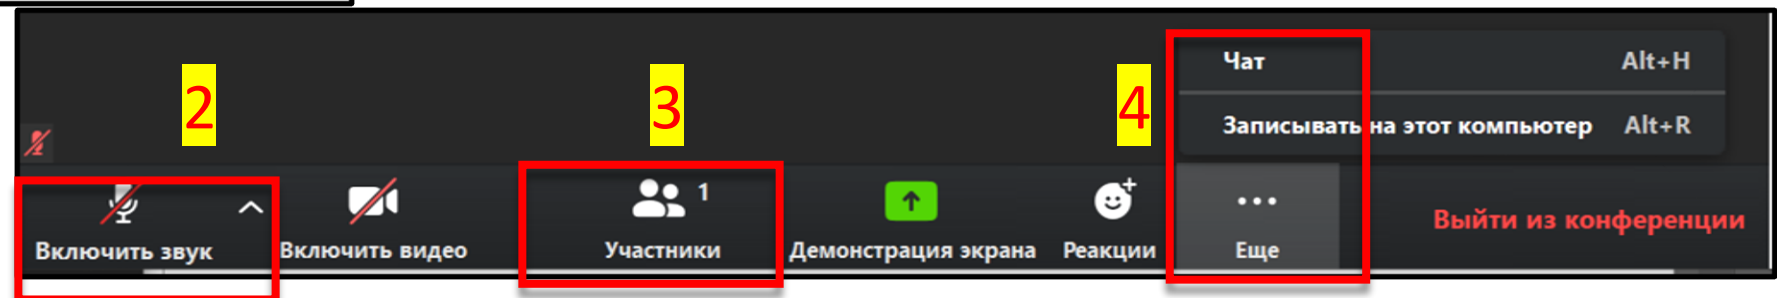 Чат Alt+H
2 3 4
Записывать на этот компьютер Alt+R
1
Выйти из конференции
Включить звук Включить видео Участники Демонстрация экрана Реакции Еще